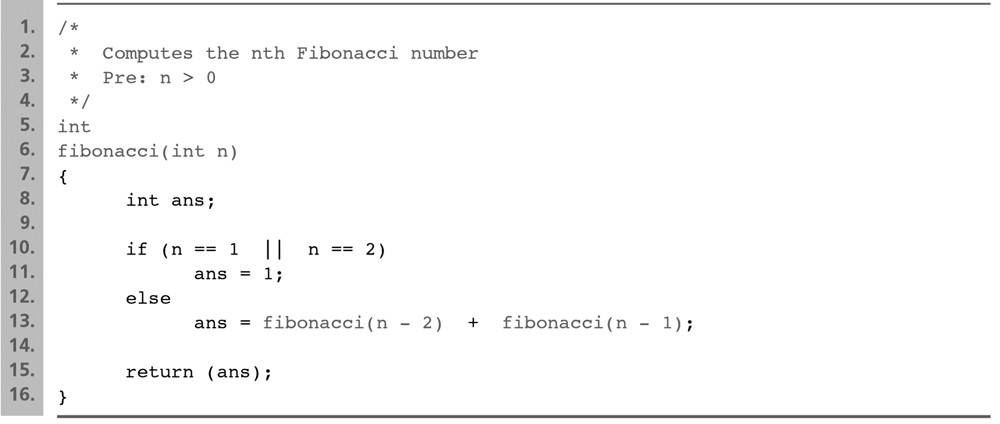 1. /*
2.  *  Computes the nth Fibonacci number
3.  *  Pre: n > 0
4.  */
5. int
6. fibonacci(int n)
7. {
8.       int ans;
9.
10.       if (n == 1  ||  n == 2)
11.             ans = 1;
12.       else
13.             ans = fibonacci(n - 2)  +  fibonacci(n - 1);
14.
15.       return (ans);
16. }